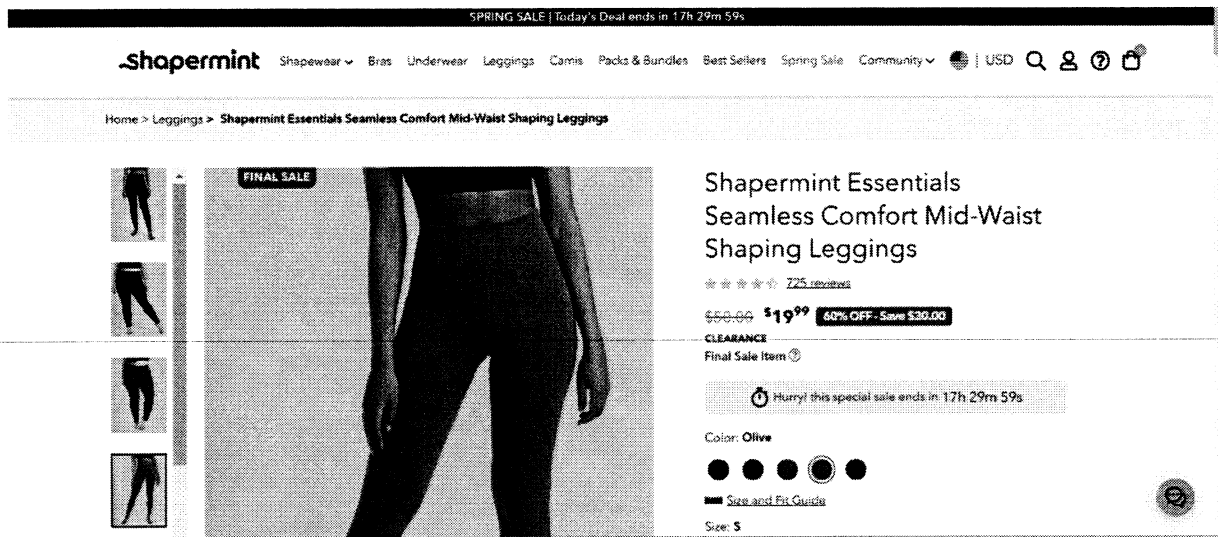 SPRING SALE | Today's Deal ends in 17h 29m 59s
Shapermint Shapewear Bras Underwear Leggings Camis Packs & Bundles Best Sellers Spring Sale Community | USD
Home > Leggings > Shapermint Essentials Seamless Comfort Mid-Waist Shaping Leggings
FINAL SALE
Shapermint Essentials
Seamless Comfort Mid-Waist
Shaping Leggings
725 reviews
$50.00 $19.99 60% OFF - Save $30.00
CLEARANCE
Final Sale Item
Hurry! this special sale ends in 17h 29m 59s
Color: Olive
Size and Fit Guide
Size: S